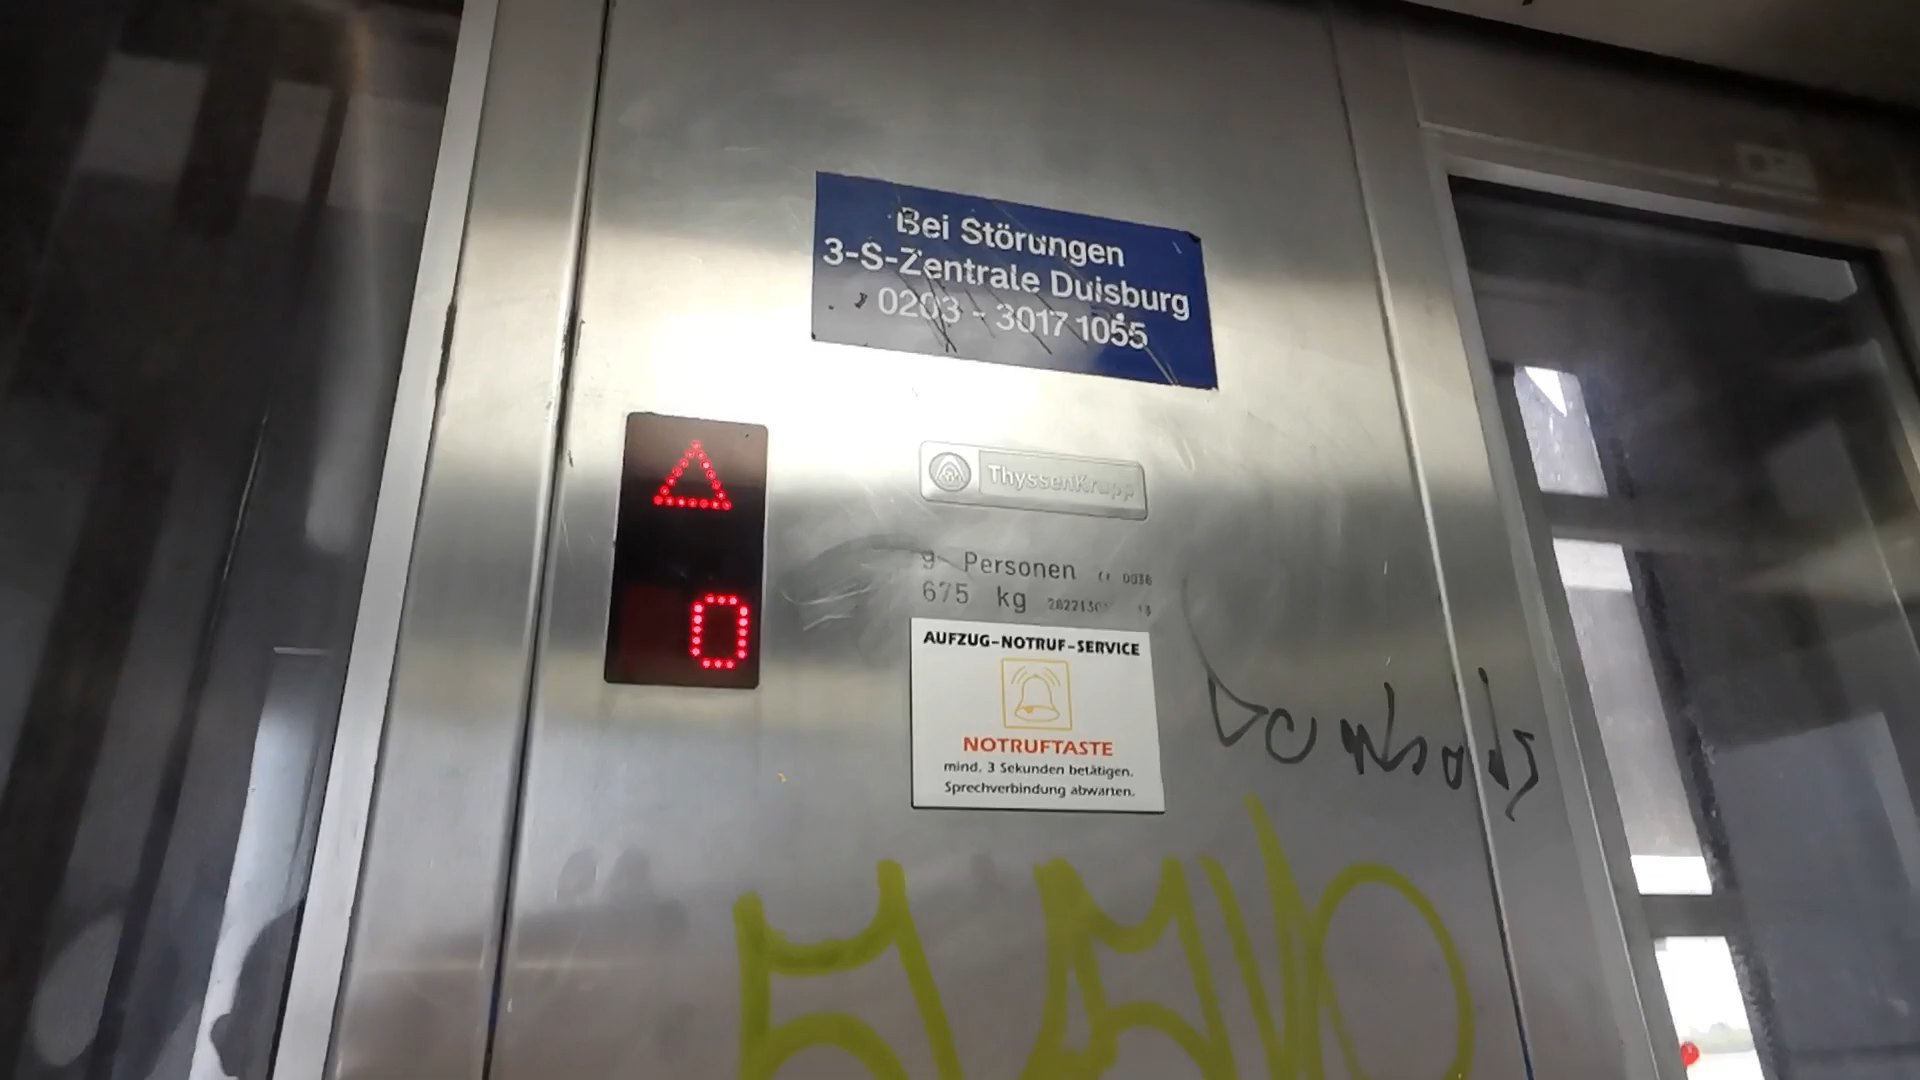 Bei Störungen
3-S-Zentrale Duisburg
0203 - 3017 1055
ThyssenKrupp
9 Personen
0036
675 kg
0
AUFZUG-NOTRUF-SERVICE
NOTRUFTASTE
mind. 3 Sekunden betätigen.
Sprechverbindung abwarten.